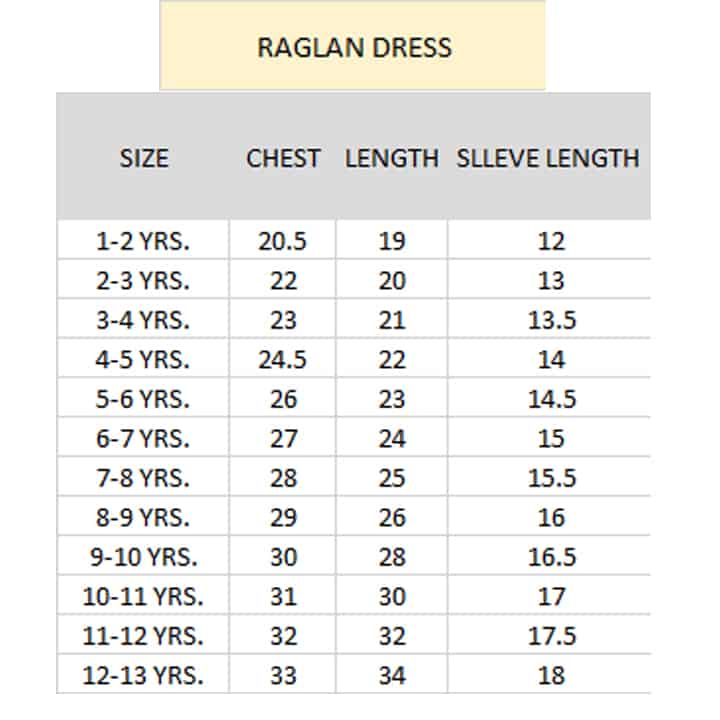 RAGLAN DRESS
SIZE CHEST LENGTH SLLEVE LENGTH
1-2 YRS. 20.5 19 12
2-3 YRS. 22 20 13
3-4 YRS. 23 21 13.5
4-5 YRS. 24.5 22 14
5-6 YRS. 26 23 14.5
6-7 YRS. 27 24 15
7-8 YRS. 28 25 15.5
8-9 YRS. 29 26 16
9-10 YRS. 30 28 16.5
10-11 YRS. 31 30 17
11-12 YRS. 32 32 17.5
12-13 YRS. 33 34 18